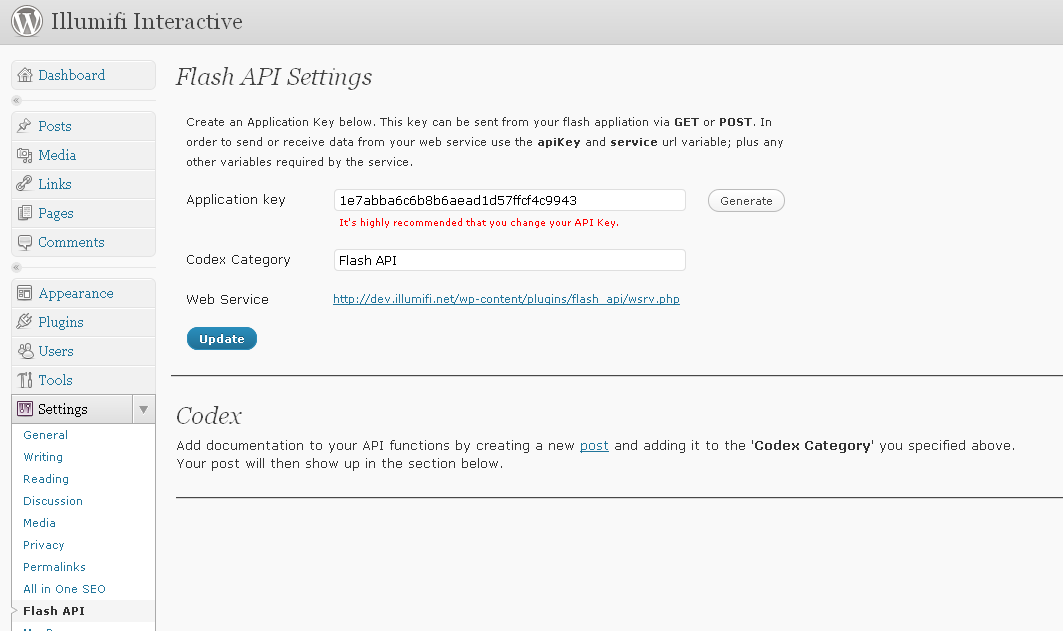 Illumifi Interactive
Dashboard
Posts
Media
Links
Pages
Comments
Appearance
Plugins
Users
Tools
Settings
General
Writing
Reading
Discussion
Media
Privacy
Permalinks
All in One SEO
Flash API
Flash API Settings
Create an Application Key below. This key can be sent from your flash appliation via GET or POST. In
order to send or receive data from your web service use the apiKey and service url variable; plus any
other variables required by the service.
Application key
1e7abba6c6b8b6aead1d57ffcf4c9943
Generate
It's highly recommended that you change your API Key.
Codex Category
Flash API
Web Service
http://dev.illumifi.net/wp-content/plugins/flash_api/wsrv.php
Update
Codex
Add documentation to your API functions by creating a new post and adding it to the 'Codex Category' you specified above.
Your post will then show up in the section below.